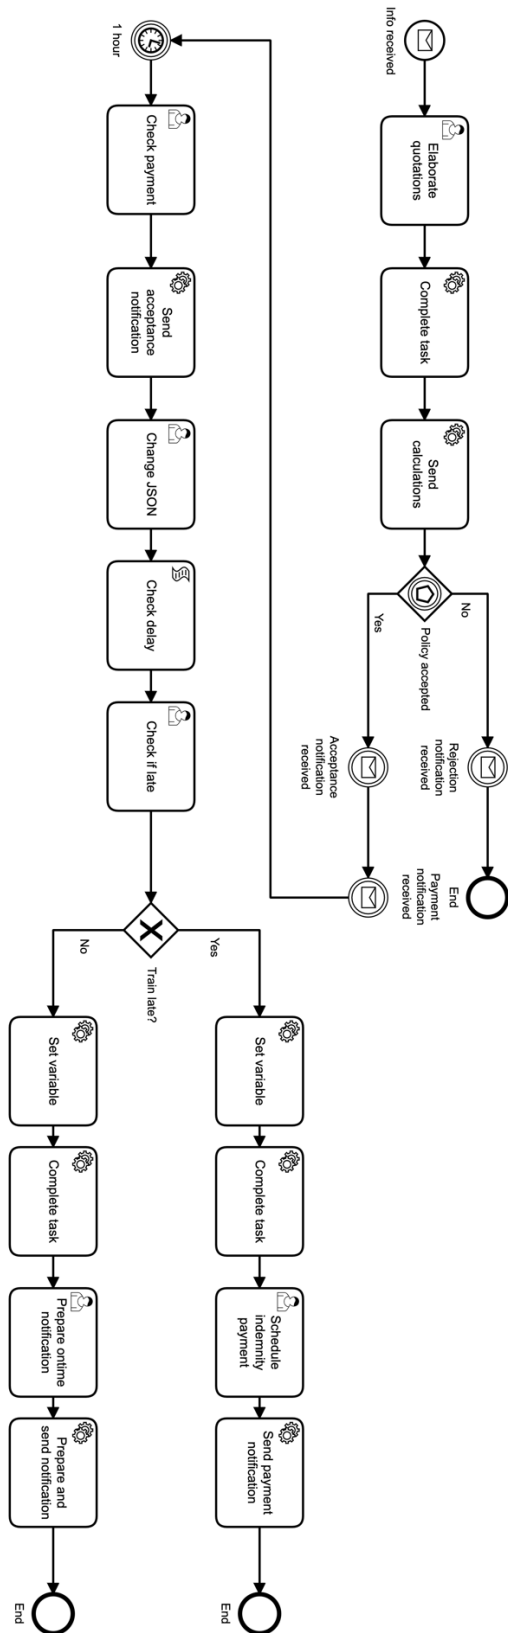 Info received
Elaborate
quotations
Complete task
Send
calculations
Policy accepted
No
Yes
Rejection
notification
received
End
Acceptance
notification
received
Payment
notification
received
1 hour
Check payment
Send
acceptance
notification
Change JSON
Check delay
Check if late
Train late?
Yes
No
Set variable
Complete task
Schedule
indemnity
payment
Send payment
notification
End
Set variable
Complete task
Prepare ontime
notification
Prepare and
send notification
End